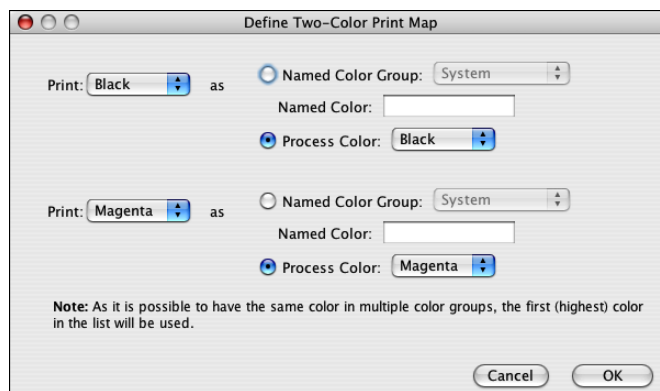 Define Two-Color Print Map
Print: Black as Named Color Group: System
Named Color:
Process Color: Black
Print: Magenta as Named Color Group: System
Named Color:
Process Color: Magenta
Note: As it is possible to have the same color in multiple color groups, the first (highest) color
in the list will be used.
Cancel OK